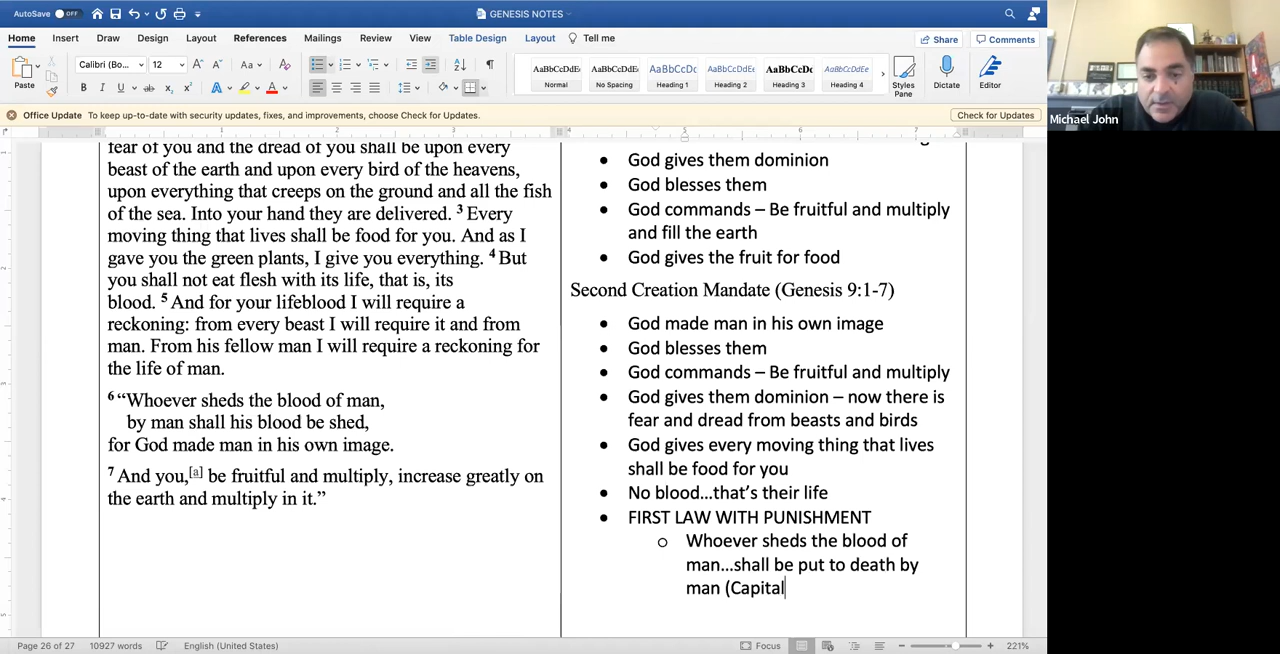 AutoSave OFF
GENESIS NOTES
Home Insert Draw Design Layout References Mailings Review View Table Design Layout Tell me
Share Comments
Paste
Calibri (Bo... 12
AaBbCcDdEe AaBbCcDdEe AaBbCcDc AaBbCcDdEe AaBbCcDc AaBbCcDdEe
Normal No Spacing Heading 1 Heading 2 Heading 3 Heading 4
Styles Pane
Dictate
Editor
Office Update To keep up-to-date with security updates, fixes, and improvements, choose Check for Updates.
Check for Updates
fear of you and the dread of you shall be upon every
beast of the earth and upon every bird of the heavens,
upon everything that creeps on the ground and all the fish
of the sea. Into your hand they are delivered. 3 Every
moving thing that lives shall be food for you. And as I
gave you the green plants, I give you everything. 4 But
you shall not eat flesh with its life, that is, its
blood. 5 And for your lifeblood I will require a
reckoning: from every beast I will require it and from
man. From his fellow man I will require a reckoning for
the life of man.
6 “Whoever sheds the blood of man,
by man shall his blood be shed,
for God made man in his own image.
7 And you,[a] be fruitful and multiply, increase greatly on
the earth and multiply in it.”
• God gives them dominion
• God blesses them
• God commands – Be fruitful and multiply
and fill the earth
• God gives the fruit for food
Second Creation Mandate (Genesis 9:1-7)
• God made man in his own image
• God blesses them
• God commands – Be fruitful and multiply
• God gives them dominion – now there is
fear and dread from beasts and birds
• God gives every moving thing that lives
shall be food for you
• No blood...that’s their life
• FIRST LAW WITH PUNISHMENT
o Whoever sheds the blood of
man...shall be put to death by
man (Capital
Page 26 of 27 10927 words English (United States)
Focus
221%
Michael John